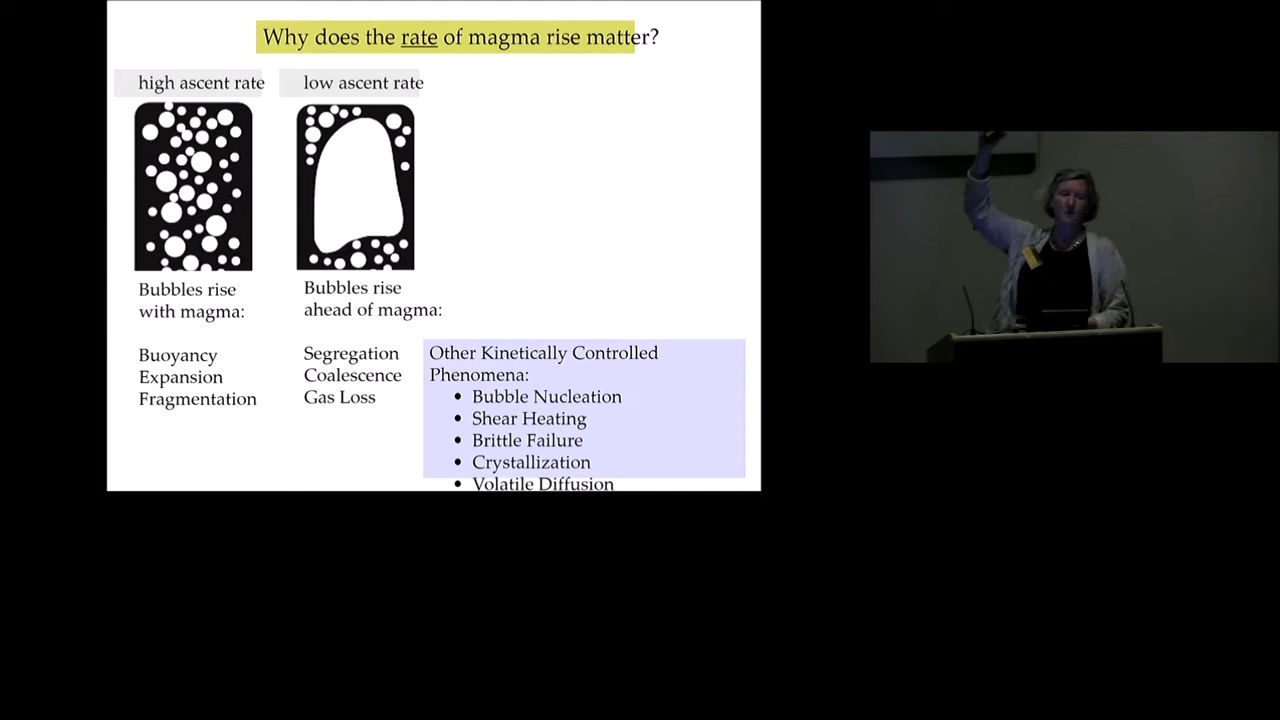 Why does the rate of magma rise matter?
high ascent rate
low ascent rate
Bubbles rise
with magma:
Buoyancy
Expansion
Fragmentation
Bubbles rise
ahead of magma:
Segregation
Coalescence
Gas Loss
Other Kinetically Controlled
Phenomena:
• Bubble Nucleation
• Shear Heating
• Brittle Failure
• Crystallization
• Volatile Diffusion